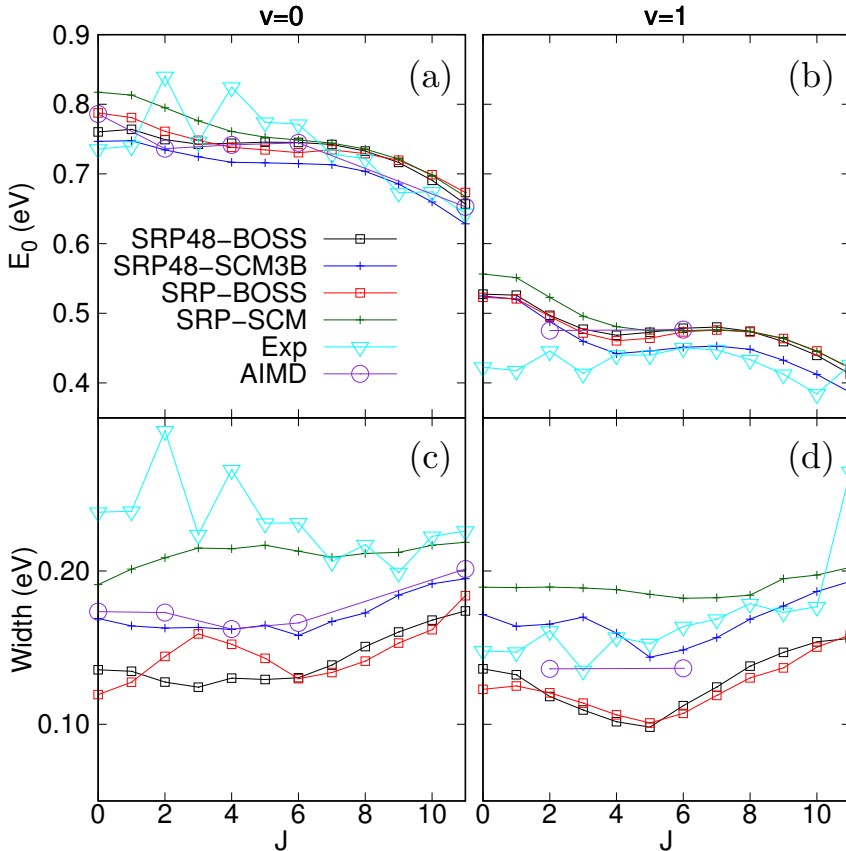 v=0 v=1
0.9
(a) (b)
0.8
0.7
E0 (eV)
0.6
SRP48-BOSS
SRP48-SCM3B
SRP-BOSS
SRP-SCM
Exp
AIMD
0.5
0.4
(c) (d)
0.20
Width (eV)
0.10
0 2 4 6 8 10 0 2 4 6 8 10
J J